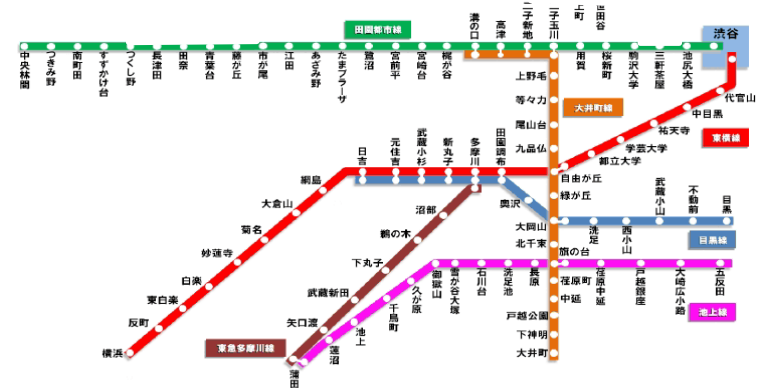 田園都市線
溝の口
高津
二子新地
二子玉川
上町
世田谷
渋谷
中央林間
つきみ野
南町田
すずかけ台
つくし野
長津田
田奈
青葉台
藤が丘
市が尾
江田
あざみ野
たまプラーザ
鷺沼
宮前平
宮崎台
梶が谷
用賀
桜新町
駒沢大学
三軒茶屋
池尻大橋
上野毛
等々力
尾山台
九品仏
大井町線
代官山
中目黒
祐天寺
学芸大学
都立大学
自由が丘
東横線
日吉
元住吉
武蔵小杉
新丸子
多摩川
田園調布
綱島
大倉山
菊名
妙蓮寺
白楽
東白楽
反町
横浜
緑が丘
奥沢
大岡山
洗足
西小山
武蔵小山
不動前
目黒
目黒線
北千束
旗の台
沼部
鵜の木
下丸子
武蔵新田
矢口渡
蒲田
東急多摩川線
蓮沼
池上
千鳥町
久が原
御嶽山
雪が谷大塚
石川台
洗足池
長原
荏原町
中延
荏原中延
戸越銀座
大崎広小路
五反田
池上線
戸越公園
下神明
大井町